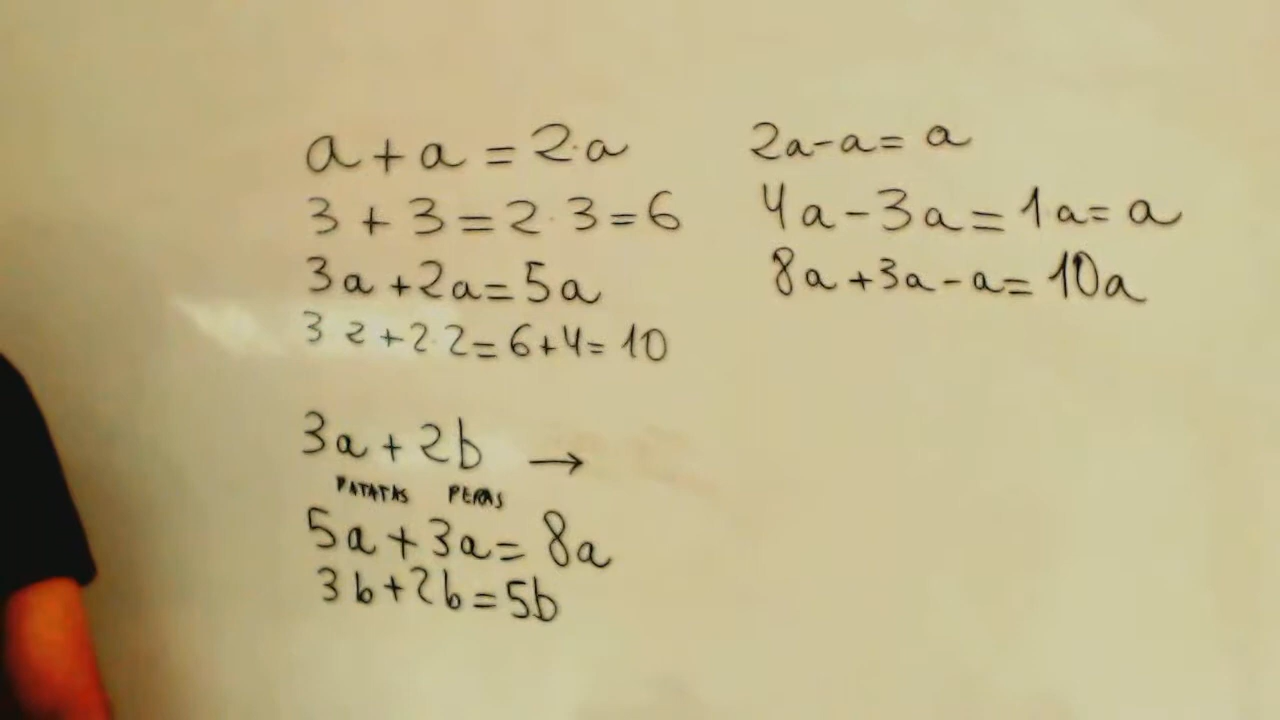 a + a = 2·a
3 + 3 = 2·3 = 6
3a + 2a = 5a
3 2 + 2·2 = 6 + 4 = 10
3a + 2b →
PATATAS PERAS
5a + 3a = 8a
3b + 2b = 5b
2a - a = a
4a - 3a = 1a = a
8a + 3a - a = 10a